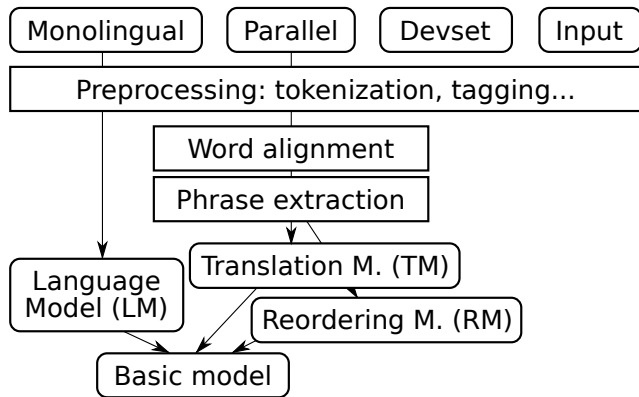 Monolingual
Parallel
Devset
Input
Preprocessing: tokenization, tagging...
Word alignment
Phrase extraction
Translation M. (TM)
Language
Model (LM)
Reordering M. (RM)
Basic model